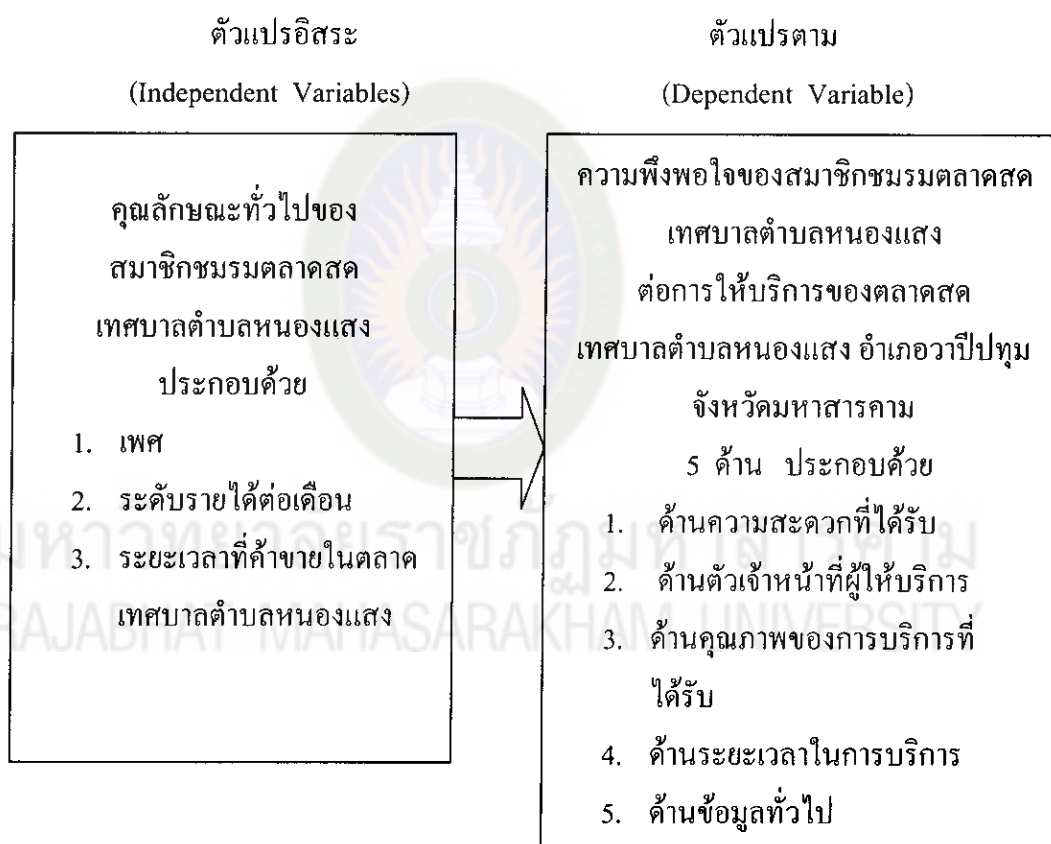 ตัวแปรอิสระ
(Independent Variables)
คุณลักษณะทั่วไปของ
สมาชิกชมรมตลาดสด
เทศบาลตำบลหนองแสง
ประกอบด้วย
1. เพศ
2. ระดับรายได้ต่อเดือน
3. ระยะเวลาที่ค้าขายในตลาด
เทศบาลตำบลหนองแสง
ตัวแปรตาม
(Dependent Variable)
ความพึงพอใจของสมาชิกชมรมตลาดสด
เทศบาลตำบลหนองแสง
ต่อการให้บริการของตลาดสด
เทศบาลตำบลหนองแสง อำเภอวาปีปทุม
จังหวัดมหาสารคาม
5 ด้าน ประกอบด้วย
1. ด้านความสะดวกที่ได้รับ
2. ด้านตัวเจ้าหน้าที่ผู้ให้บริการ
3. ด้านคุณภาพของการบริการที่
ได้รับ
4. ด้านระยะเวลาในการบริการ
5. ด้านข้อมูลทั่วไป
มหาวิทยาลัยราชภัฏมหาสารคาม
RAJABHAT MAHASARAKHAM UNIVERSITY